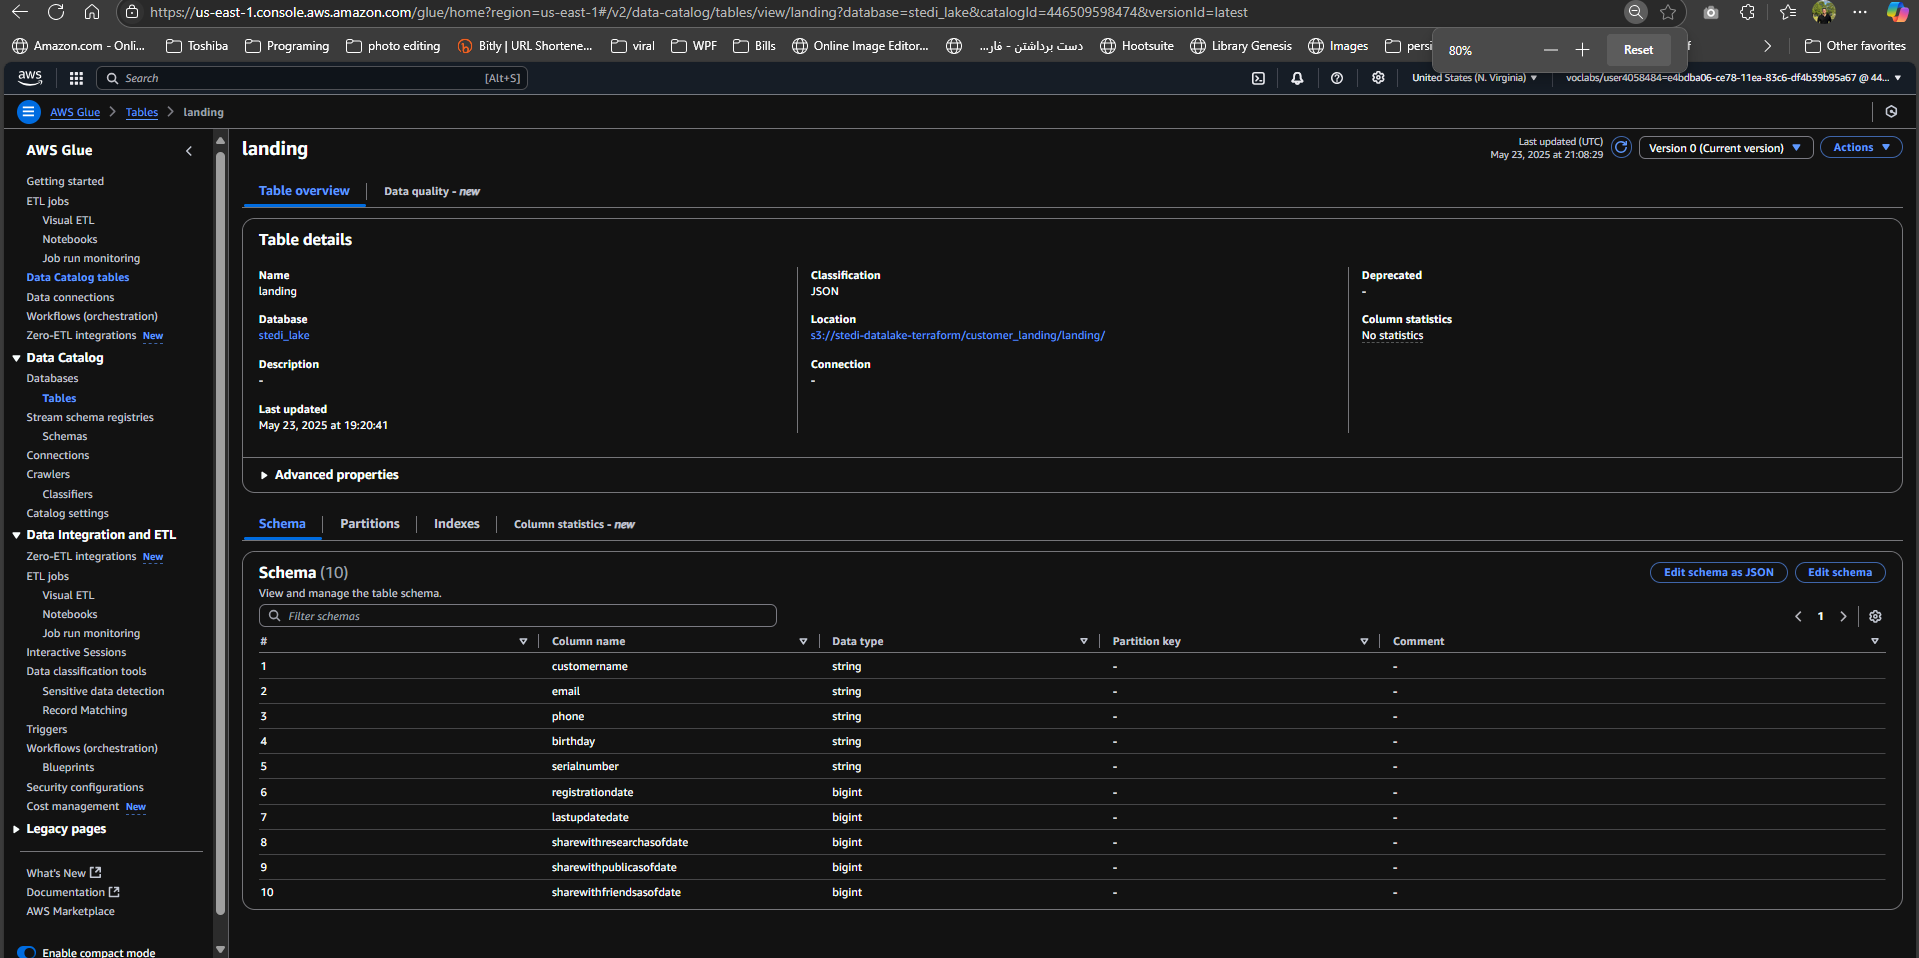 https://us-east-1.console.aws.amazon.com/glue/home?region=us-east-1#/v2/data-catalog/tables/view/landing?database=stedi_lake&catalogId=446509598474&versionId=latest
Amazon.com - Onli...
Toshiba
Programing
photo editing
Bitly | URL Shortene...
viral
WPF
Bills
Online Image Editor...
دست برداشتن - فار...
Hootsuite
Library Genesis
Images
persi
Other favorites
80%
Reset
aws
Search
[Alt+S]
United States (N. Virginia)
voclabs/user4058484=e4bdba06-ce78-11ea-83c6-df4b39b95a67 @ 44...
AWS Glue
Tables
landing
AWS Glue
Getting started
ETL jobs
Visual ETL
Notebooks
Job run monitoring
Data Catalog tables
Data connections
Workflows (orchestration)
Zero-ETL integrations New
Data Catalog
Databases
Tables
Stream schema registries
Schemas
Connections
Crawlers
Classifiers
Catalog settings
Data Integration and ETL
Zero-ETL integrations New
ETL jobs
Visual ETL
Notebooks
Job run monitoring
Interactive Sessions
Data classification tools
Sensitive data detection
Record Matching
Triggers
Workflows (orchestration)
Blueprints
Security configurations
Cost management New
Legacy pages
What's New
Documentation
AWS Marketplace
Enable compact mode
landing
Last updated (UTC)
May 23, 2025 at 21:08:29
Version 0 (Current version)
Actions
Table overview
Data quality - new
Table details
Name
landing
Database
stedi_lake
Description
-
Last updated
May 23, 2025 at 19:20:41
Classification
JSON
Location
s3://stedi-datalake-terraform/customer_landing/landing/
Connection
-
Deprecated
-
Column statistics
No statistics
Advanced properties
Schema
Partitions
Indexes
Column statistics - new
Schema (10)
View and manage the table schema.
Edit schema as JSON
Edit schema
Filter schemas
1
# Column name Data type Partition key Comment
1 customername string - -
2 email string - -
3 phone string - -
4 birthday string - -
5 serialnumber string - -
6 registrationdate bigint - -
7 lastupdatedate bigint - -
8 sharewithresearchasofdate bigint - -
9 sharewithpublicasofdate bigint - -
10 sharewithfriendsasofdate bigint - -